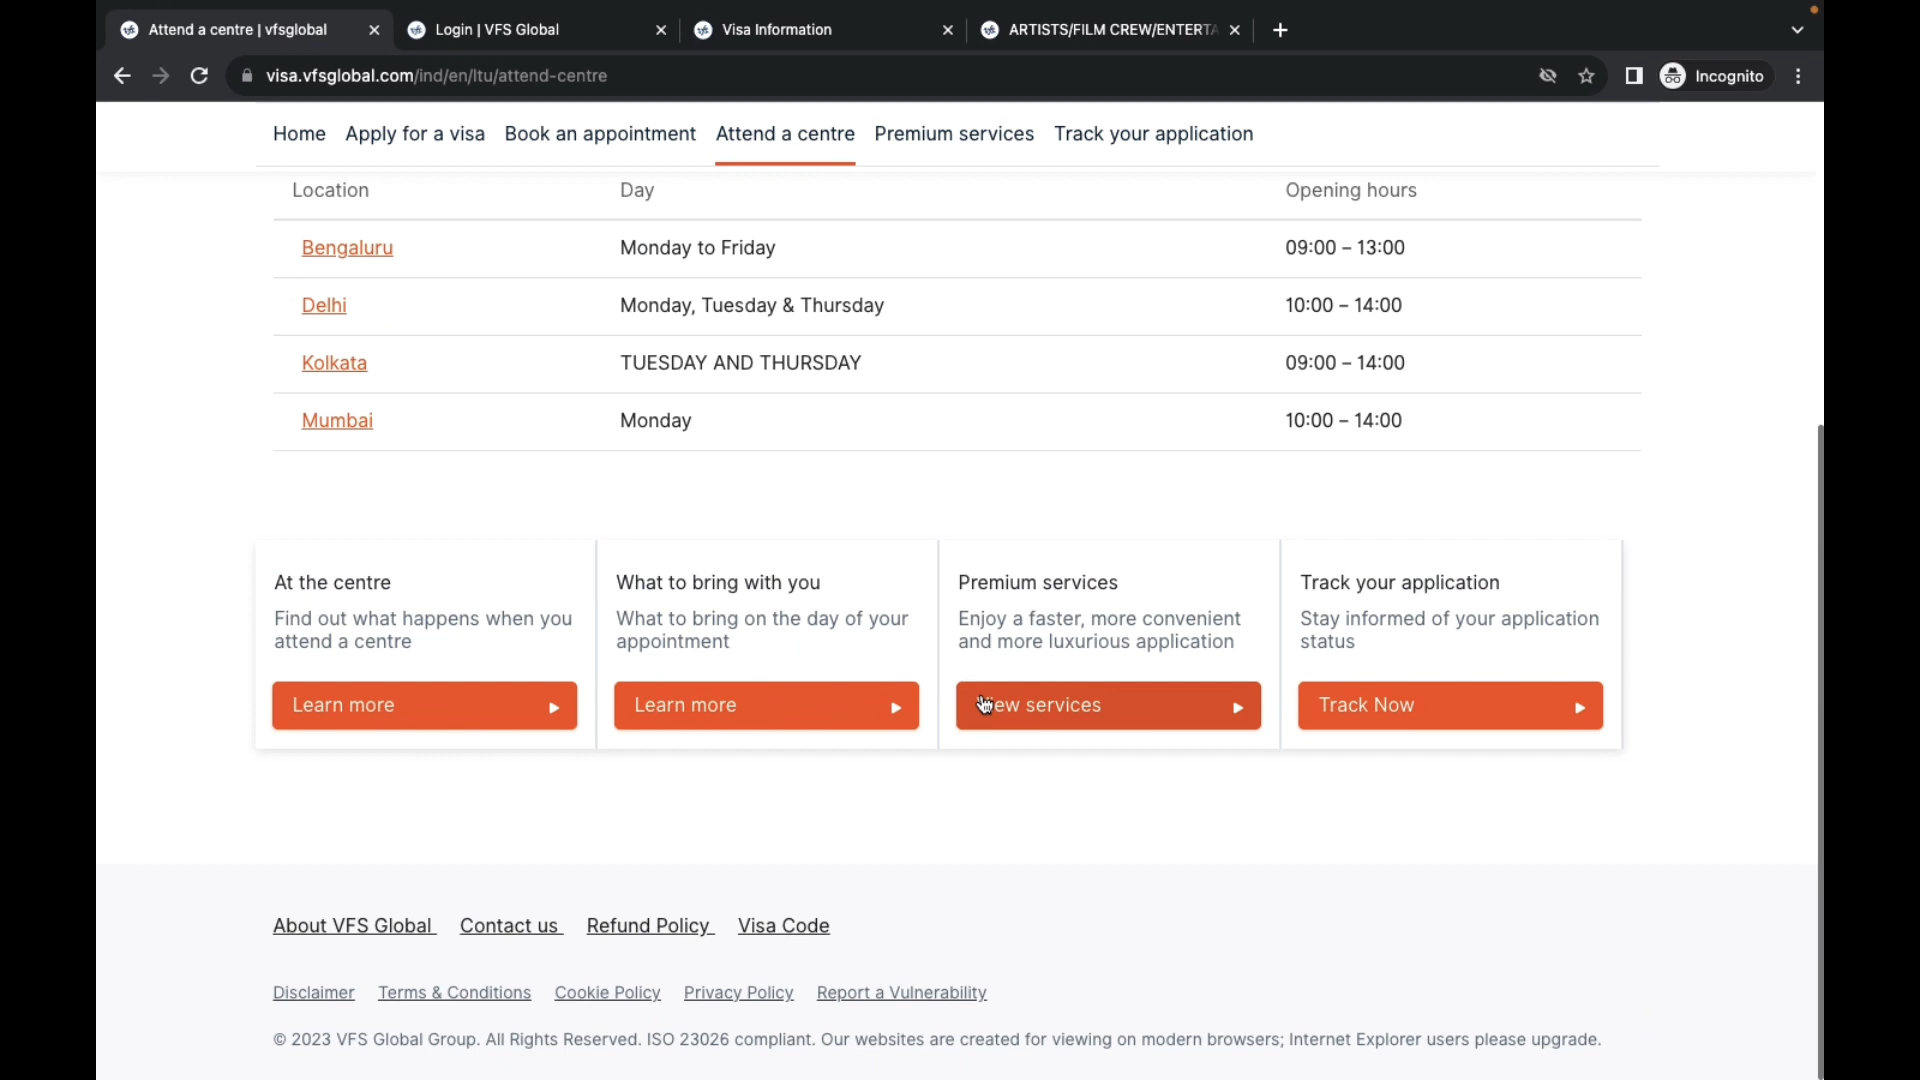 Attend a centre | vfsglobal
Login | VFS Global
Visa Information
ARTISTS/FILM CREW/ENTERTA
visa.vfsglobal.com/ind/en/ltu/attend-centre
Incognito
Home Apply for a visa Book an appointment Attend a centre Premium services Track your application
Location Day Opening hours
Bengaluru Monday to Friday 09:00 – 13:00
Delhi Monday, Tuesday & Thursday 10:00 – 14:00
Kolkata TUESDAY AND THURSDAY 09:00 – 14:00
Mumbai Monday 10:00 – 14:00
At the centre
Find out what happens when you
attend a centre
Learn more
What to bring with you
What to bring on the day of your
appointment
Learn more
Premium services
Enjoy a faster, more convenient
and more luxurious application
services
Track your application
Stay informed of your application
status
Track Now
About VFS Global Contact us Refund Policy Visa Code
Disclaimer Terms & Conditions Cookie Policy Privacy Policy Report a Vulnerability
© 2023 VFS Global Group. All Rights Reserved. ISO 23026 compliant. Our websites are created for viewing on modern browsers; Internet Explorer users please upgrade.